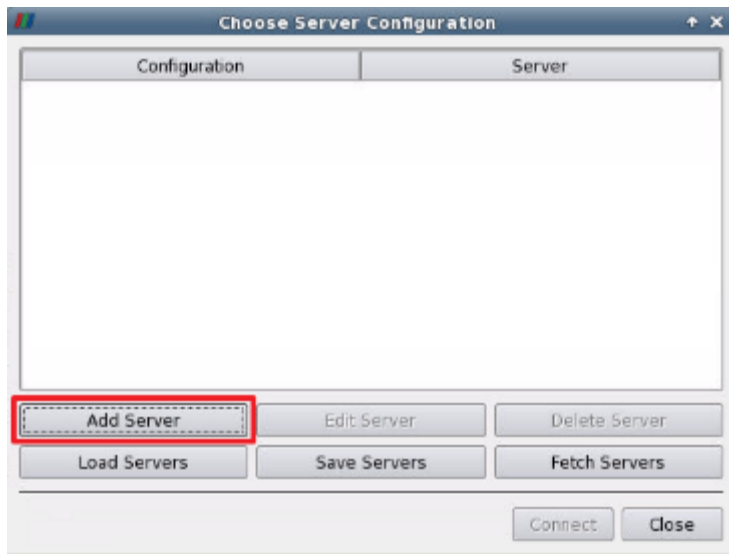 Choose Server Configuration
Configuration Server
Add Server Edit Server Delete Server
Load Servers Save Servers Fetch Servers
Connect Close